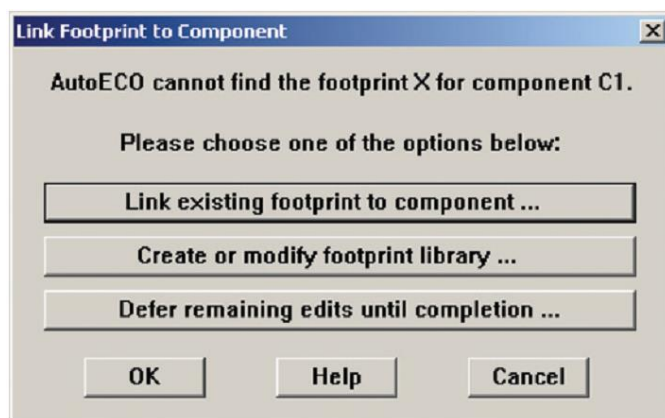 Link Footprint to Component
AutoECO cannot find the footprint X for component C1.
Please choose one of the options below:
Link existing footprint to component ...
Create or modify footprint library ...
Defer remaining edits until completion ...
OK Help Cancel